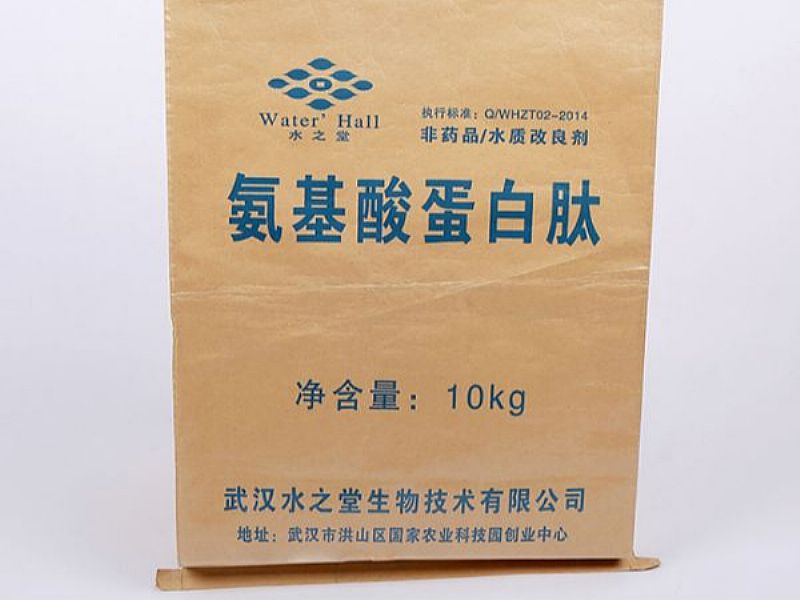 Water' Hall
水之堂
执行标准：Q/WHZT02-2014
非药品/水质改良剂
氨基酸蛋白肽
净含量：10kg
武汉水之堂生物技术有限公司
地址：武汉市洪山区国家农业科技园创业中心